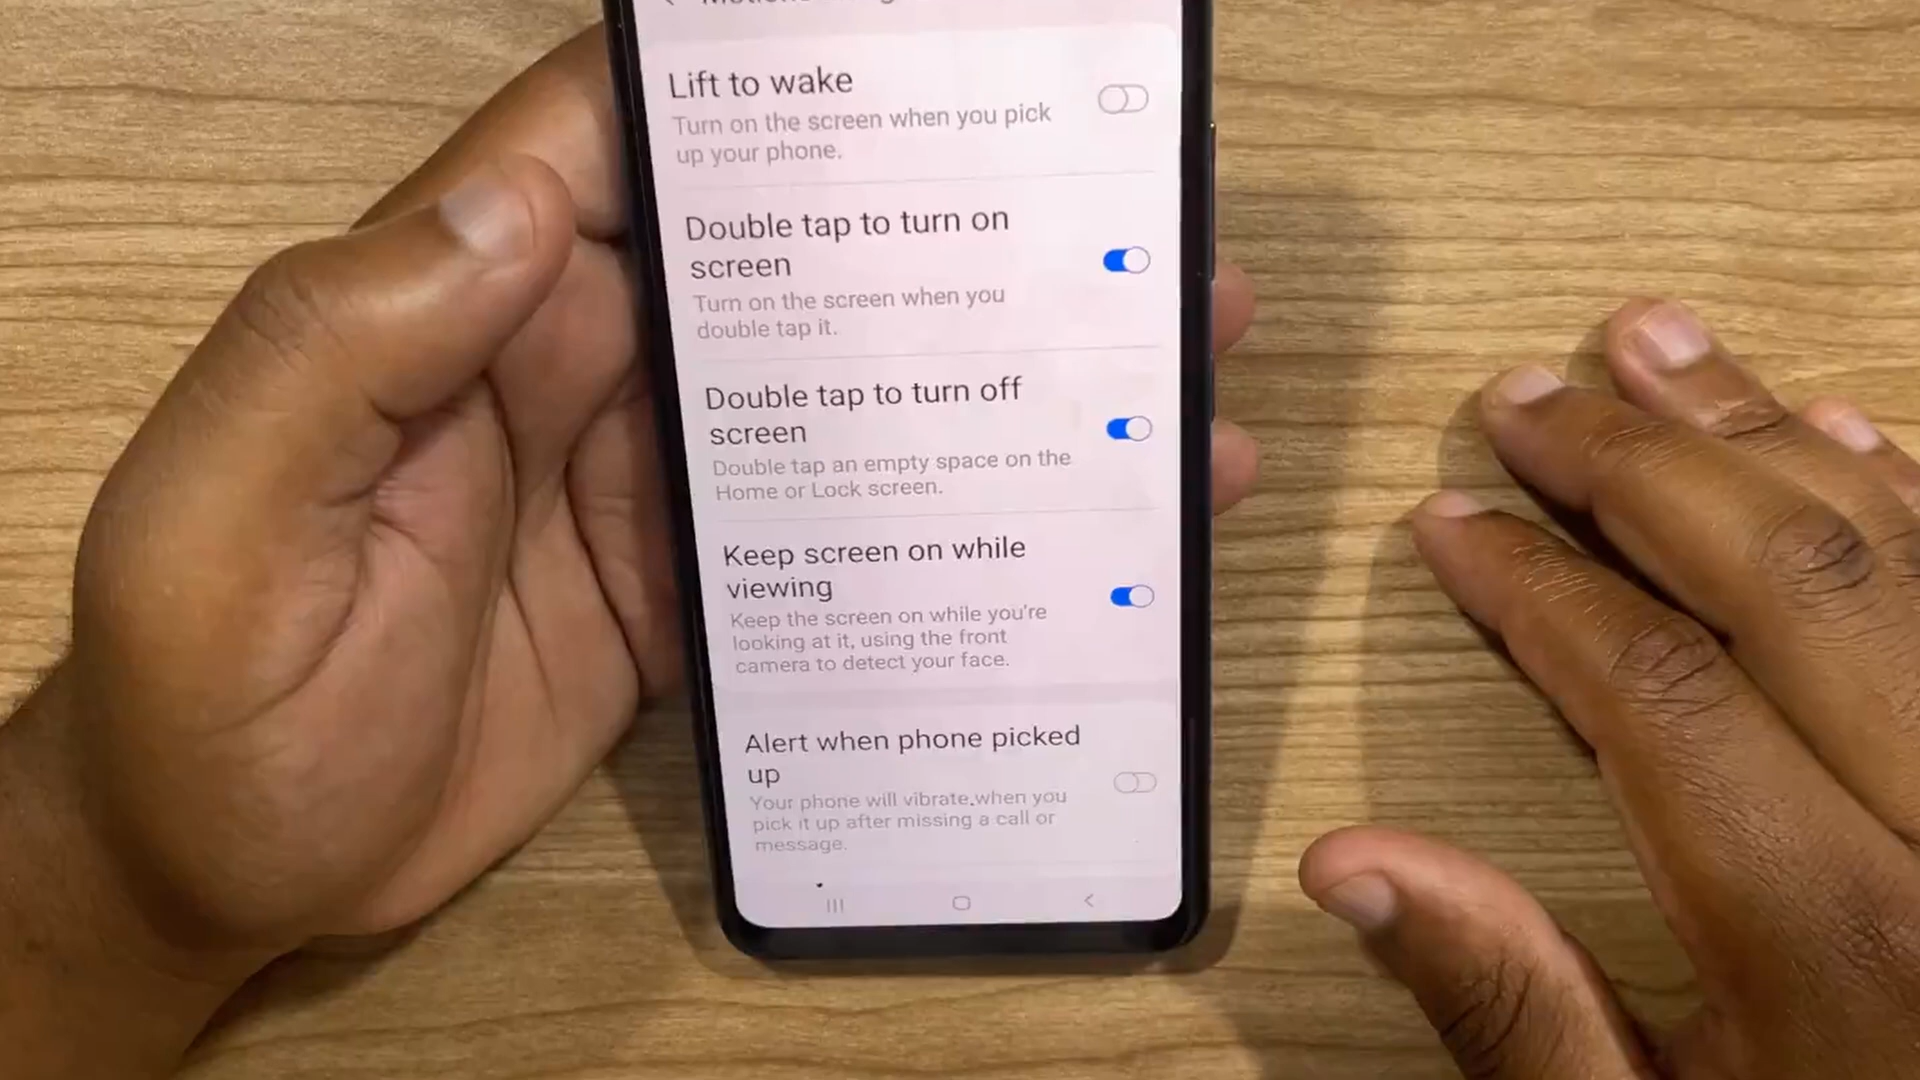 Lift to wake
Turn on the screen when you pick
up your phone.
Double tap to turn on
screen
Turn on the screen when you
double tap it.
Double tap to turn off
screen
Double tap an empty space on the
Home or Lock screen.
Keep screen on while
viewing
Keep the screen on while you're
looking at it, using the front
camera to detect your face.
Alert when phone picked
up
Your phone will vibrate when you
pick it up after missing a call or
message.